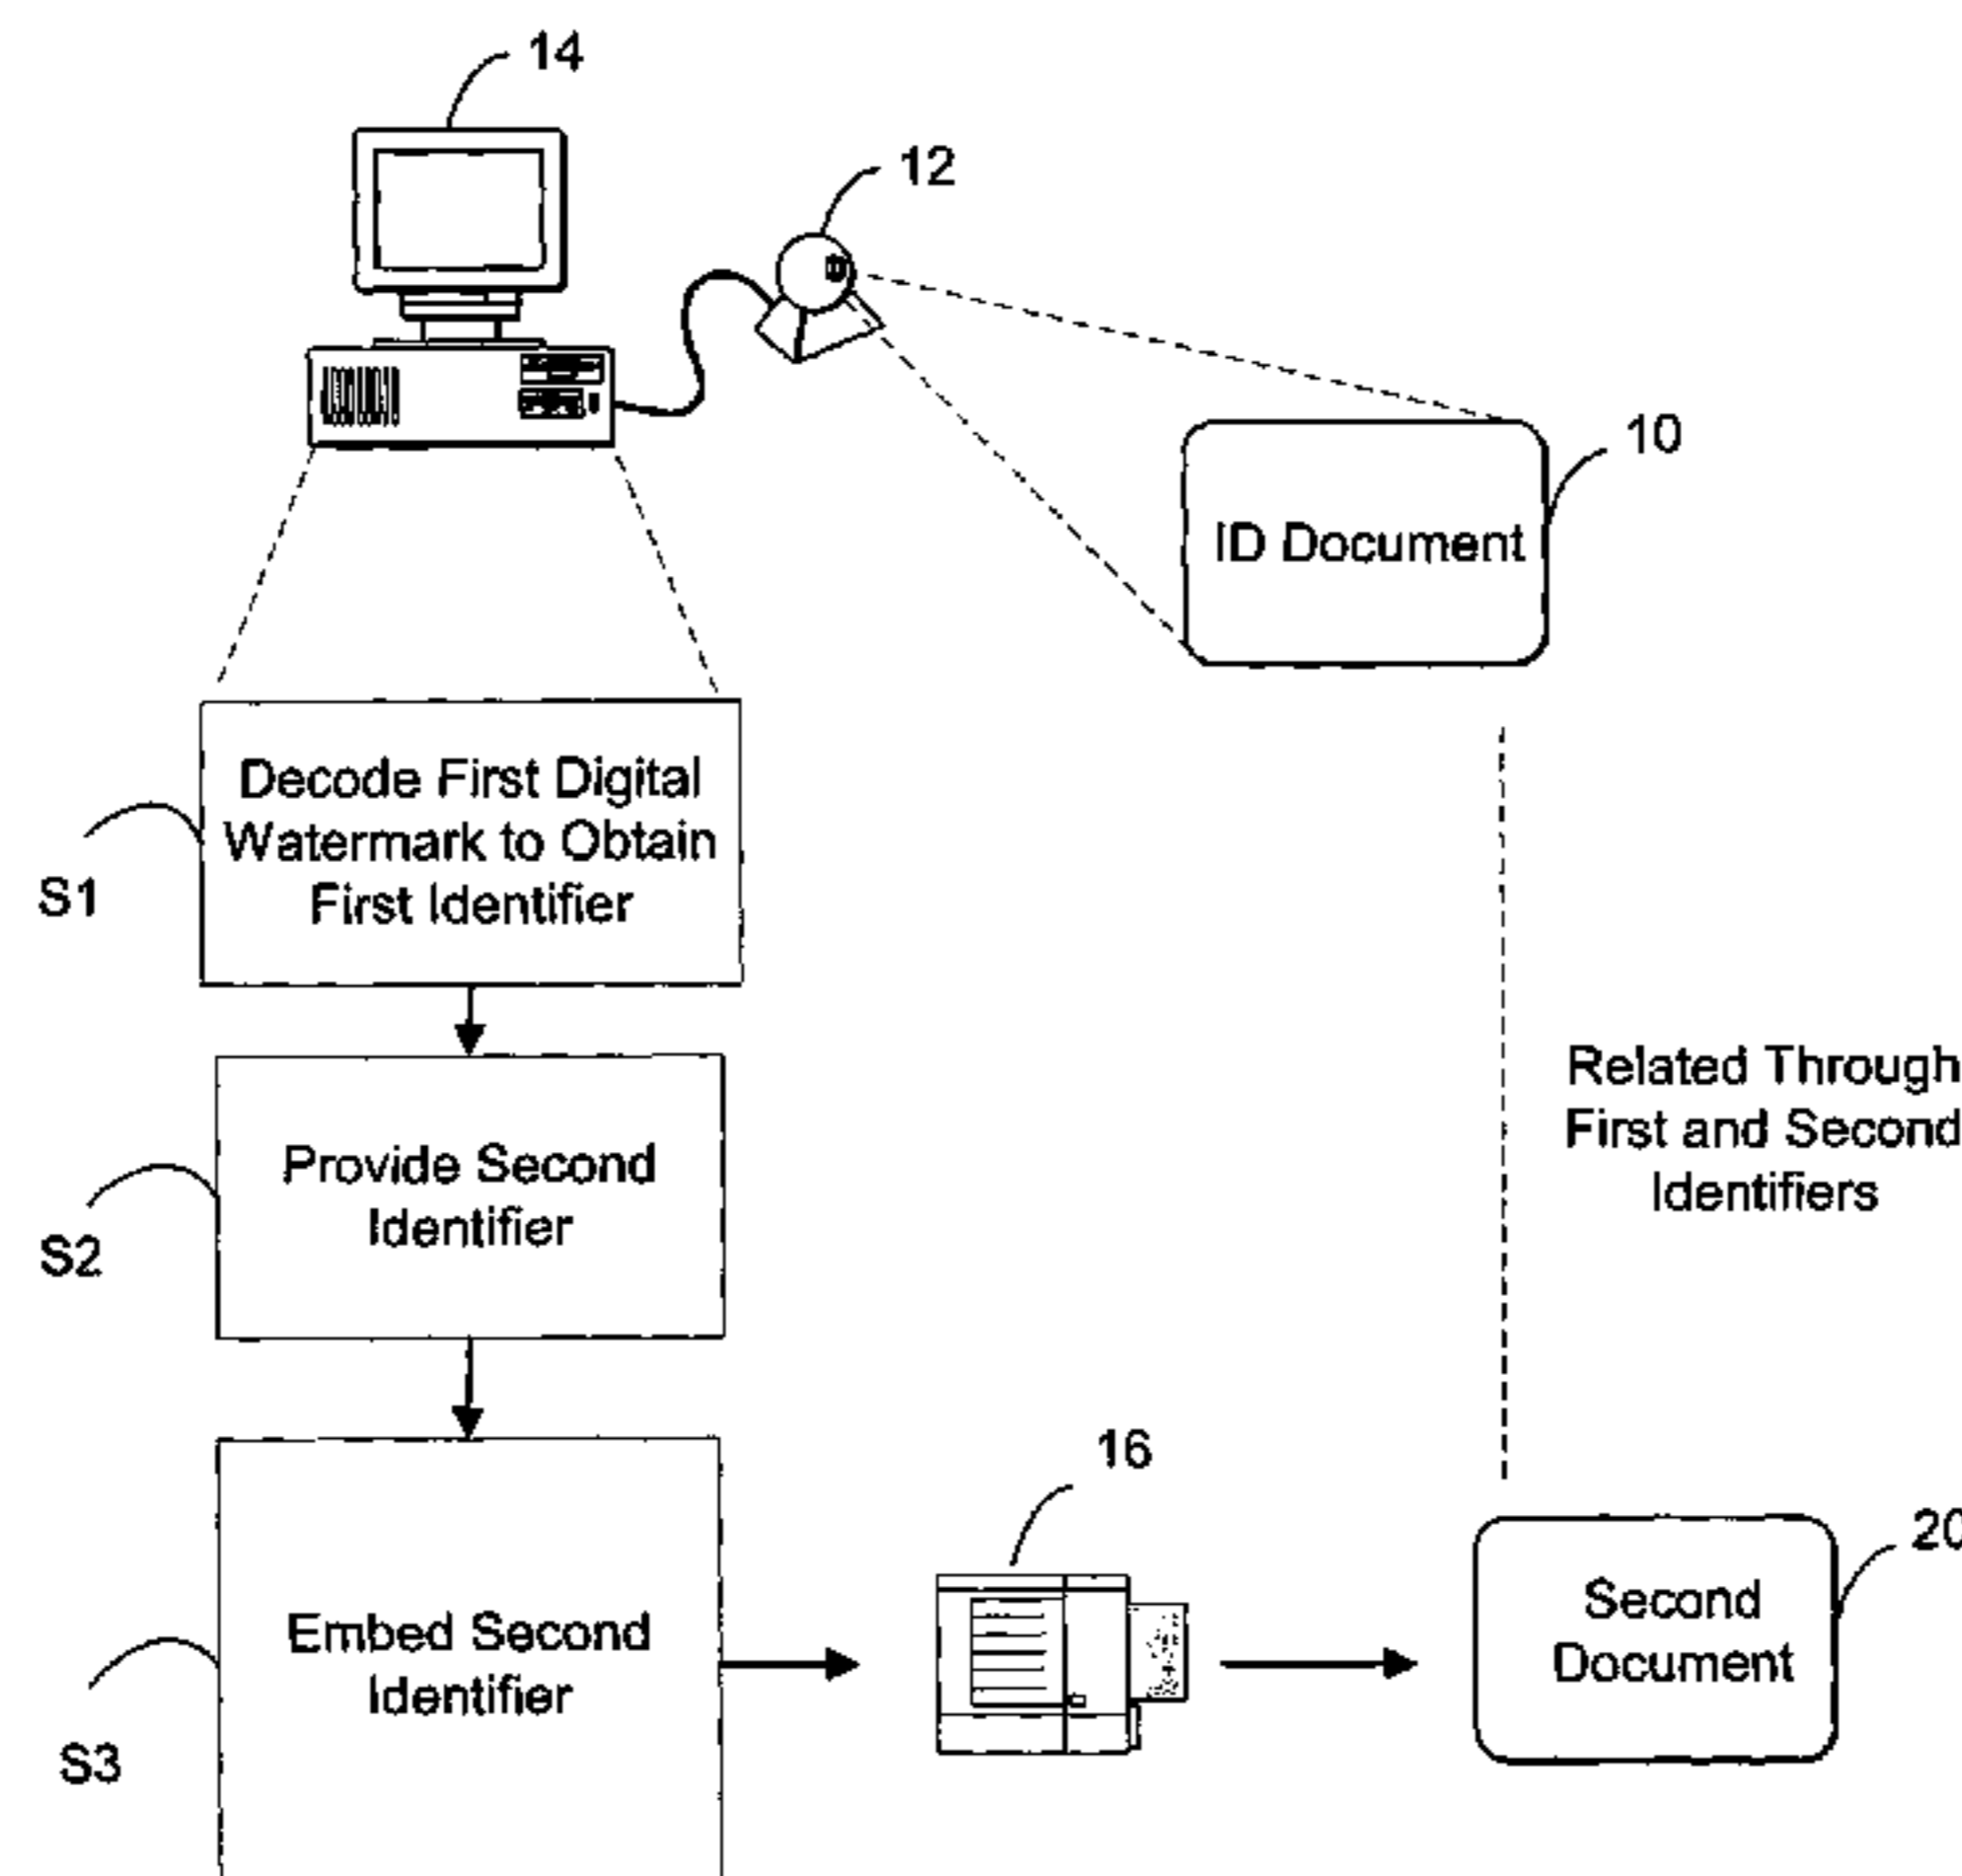 14
12
10
ID Document
Decode First Digital
Watermark to Obtain
First Identifier
S1
Related Through
First and Second
Identifiers
Provide Second
Identifier
S2
16
20
Second
Document
Embed Second
Identifier
S3